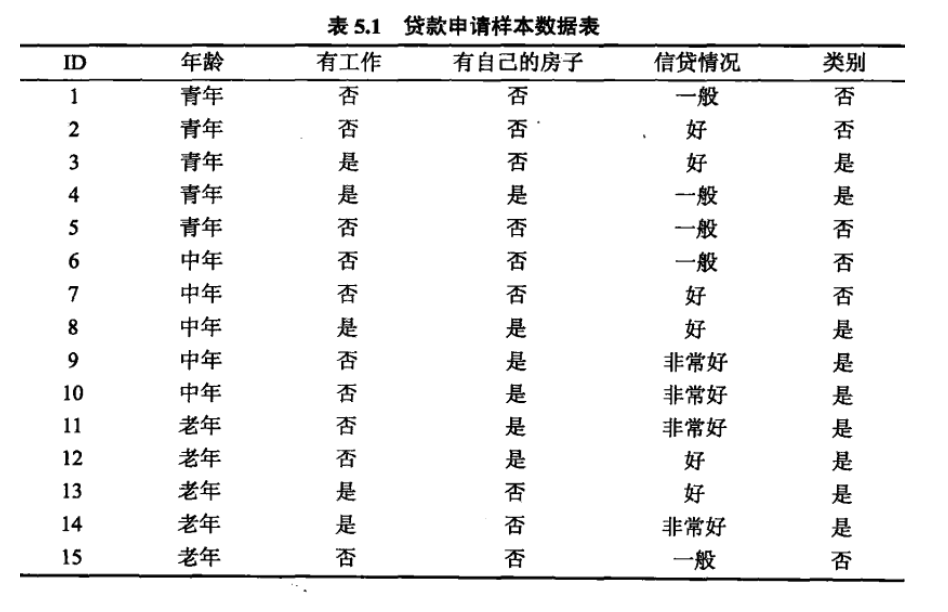 表 5.1 贷款申请样本数据表
ID 年龄 有工作 有自己的房子 信贷情况 类别
1 青年 否 否 一般 否
2 青年 否 否 好 否
3 青年 是 否 好 是
4 青年 是 是 一般 是
5 青年 否 否 一般 否
6 中年 否 否 一般 否
7 中年 否 否 好 否
8 中年 是 是 好 是
9 中年 否 是 非常好 是
10 中年 否 是 非常好 是
11 老年 否 是 非常好 是
12 老年 否 是 好 是
13 老年 是 否 好 是
14 老年 是 否 非常好 是
15 老年 否 否 一般 否